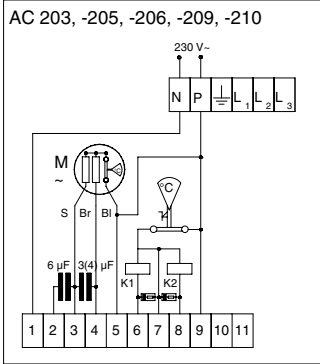 AC 203, -205, -206, -209, -210
230 V~
N P L1 L2 L3
M
~
°C
S Br Bl
6 µF 3(4) µF
K1 K2
1 2 3 4 5 6 7 8 9 10 11